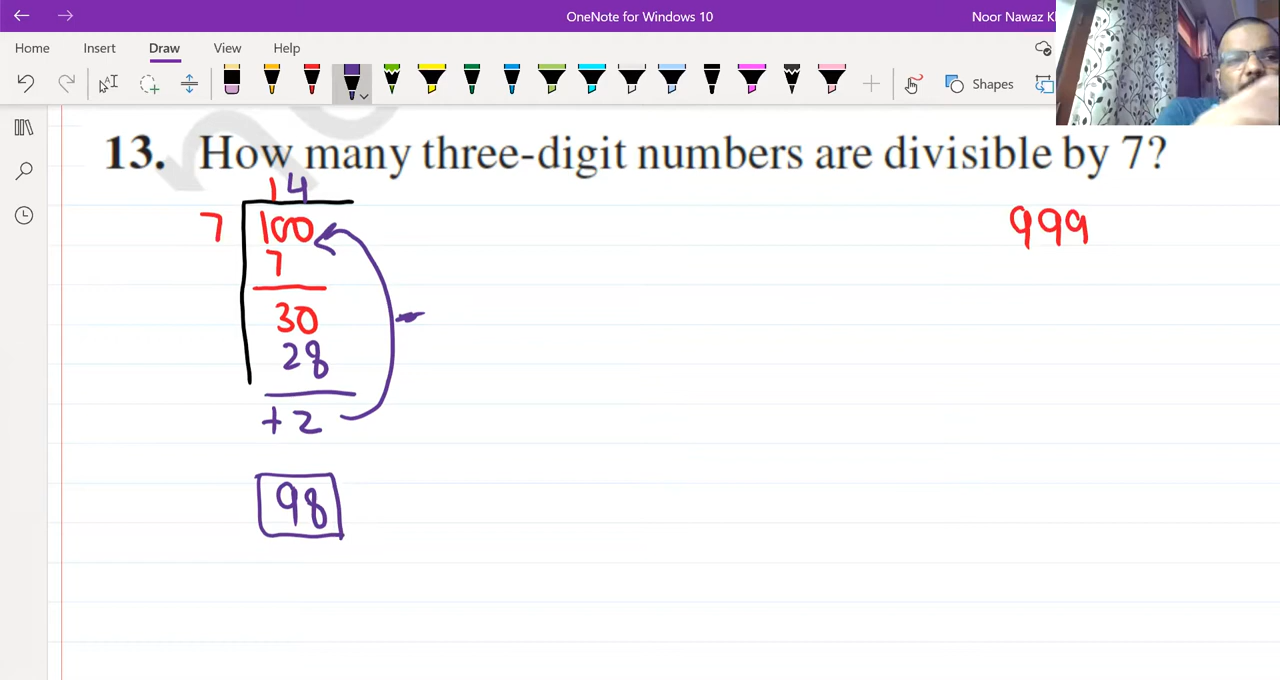 OneNote for Windows 10
Noor Nawaz Kh
Home Insert Draw View Help
Shapes
13. How many three-digit numbers are divisible by 7?
14
7 100
7
30
28
+2
98
999